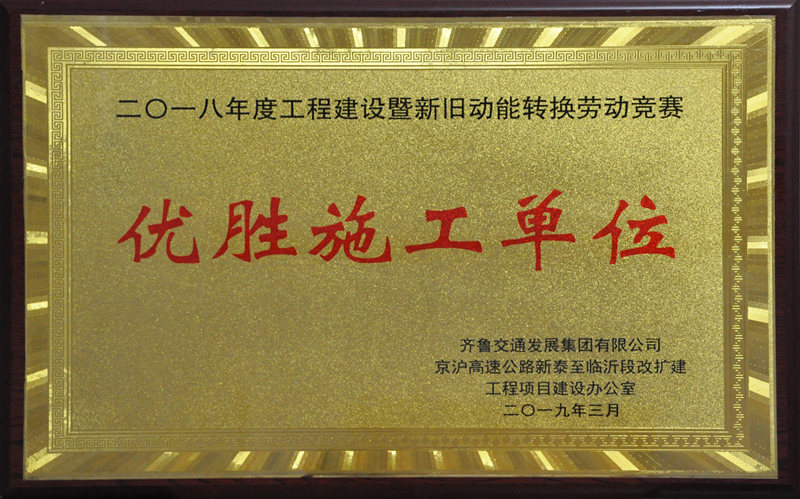 二〇一八年度工程建设暨新旧动能转换劳动竞赛
优胜施工单位
齐鲁交通发展集团有限公司
京沪高速公路新泰至临沂段改扩建
工程项目建设办公室
二〇一九年三月